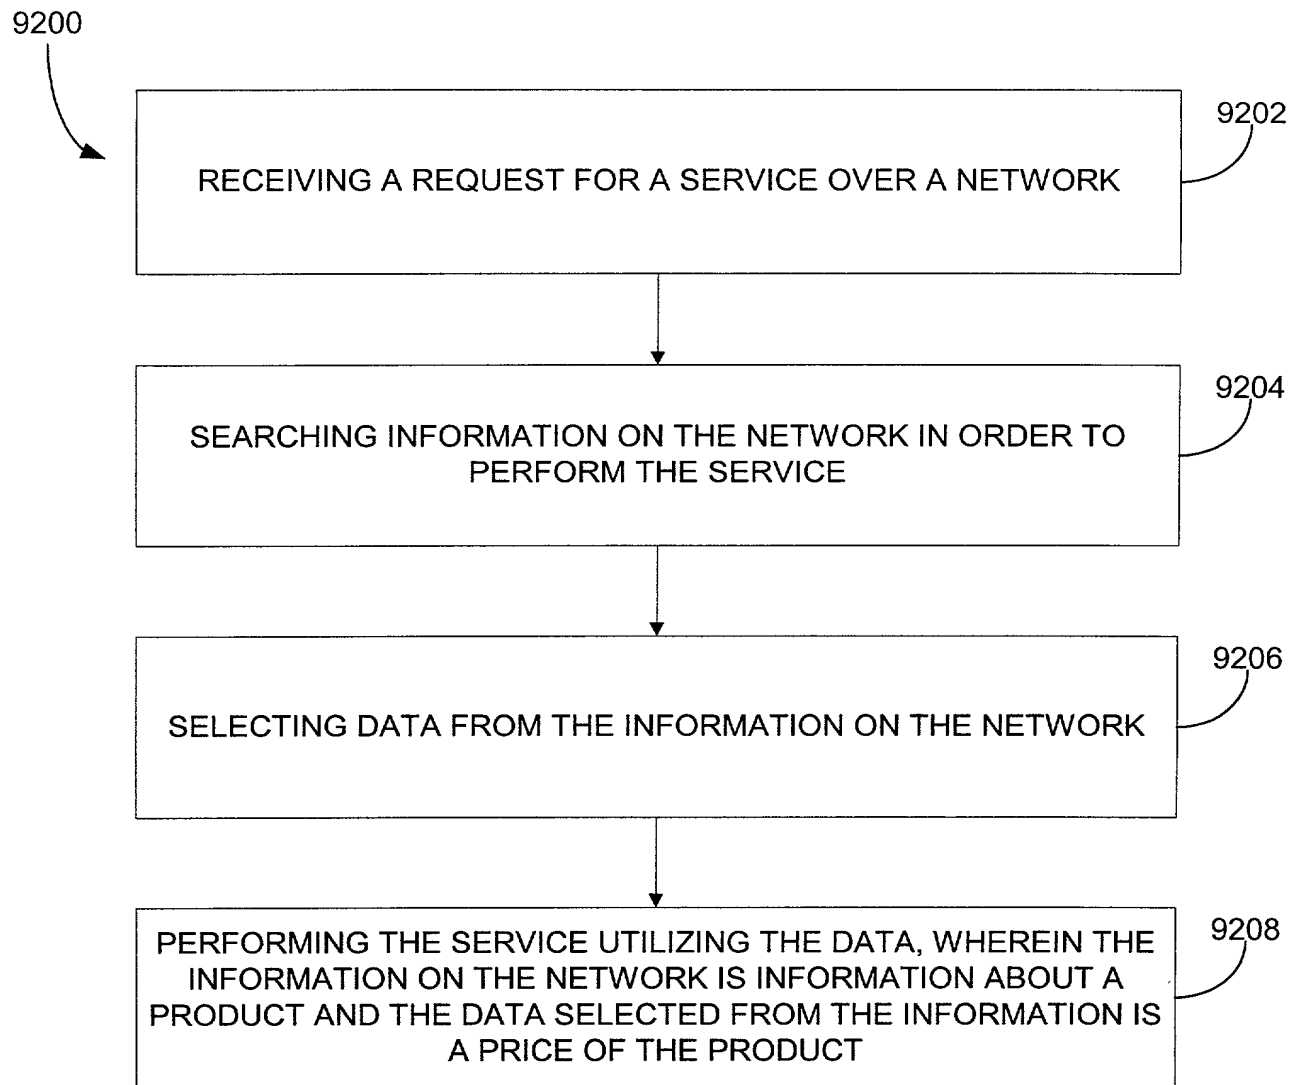 9200
9202
RECEIVING A REQUEST FOR A SERVICE OVER A NETWORK
9204
SEARCHING INFORMATION ON THE NETWORK IN ORDER TO
PERFORM THE SERVICE
9206
SELECTING DATA FROM THE INFORMATION ON THE NETWORK
9208
PERFORMING THE SERVICE UTILIZING THE DATA, WHEREIN THE
INFORMATION ON THE NETWORK IS INFORMATION ABOUT A
PRODUCT AND THE DATA SELECTED FROM THE INFORMATION IS
A PRICE OF THE PRODUCT